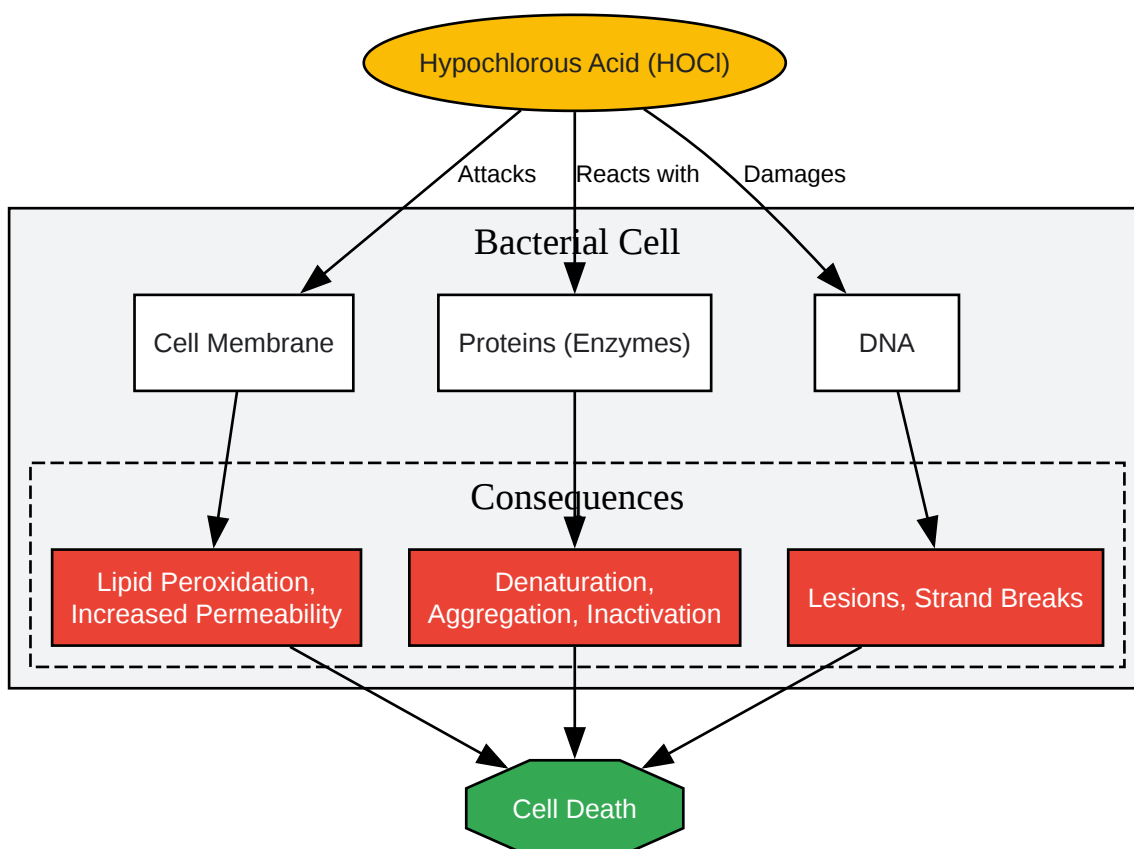 Hypochlorous Acid (HOCl)
Attacks
Reacts with
Damages
Bacterial Cell
Cell Membrane
Proteins (Enzymes)
DNA
Consequences
Lipid Peroxidation,
Increased Permeability
Denaturation,
Aggregation, Inactivation
Lesions, Strand Breaks
Cell Death